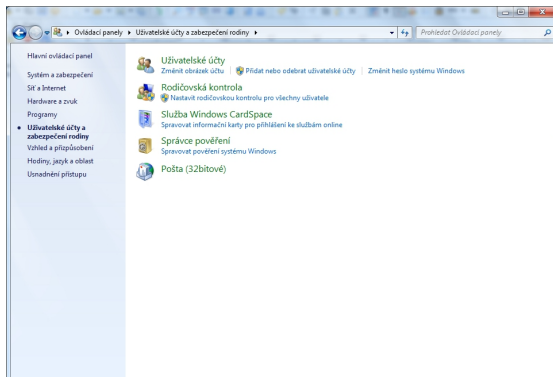 Ovládací panely Uživatelské účty a zabezpečení rodiny
Prohledat Ovládací panely
Hlavní ovládací panel
Systém a zabezpečení
Síť a Internet
Hardware a zvuk
Programy
Uživatelské účty a
zabezpečení rodiny
Vzhled a přizpůsobení
Hodiny, jazyk a oblast
Usnadnění přístupu
Uživatelské účty
Změnit obrázek účtu Přidat nebo odebrat uživatelské účty Změnit heslo systému Windows
Rodičovská kontrola
Nastavit rodičovskou kontrolu pro všechny uživatele
Služba Windows CardSpace
Spravovat informační karty pro přihlášení ke službám online
Správce pověření
Spravovat pověření systému Windows
Pošta (32bitové)